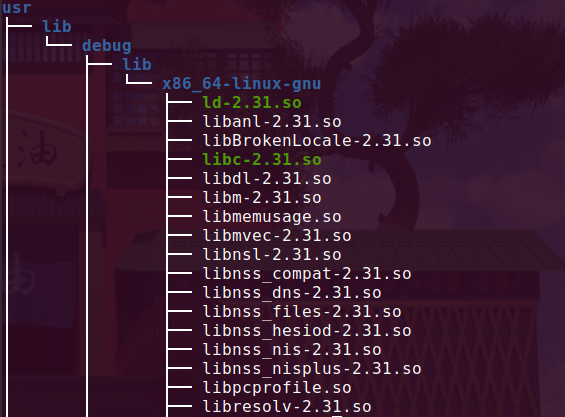 usr
lib
debug
lib
x86_64-linux-gnu
ld-2.31.so
libanl-2.31.so
libBrokenLocale-2.31.so
libc-2.31.so
libdl-2.31.so
libm-2.31.so
libmemusage.so
libmvec-2.31.so
libnsl-2.31.so
libnss_compat-2.31.so
libnss_dns-2.31.so
libnss_files-2.31.so
libnss_hesiod-2.31.so
libnss_nis-2.31.so
libnss_nisplus-2.31.so
libpcprofile.so
libresolv-2.31.so
油